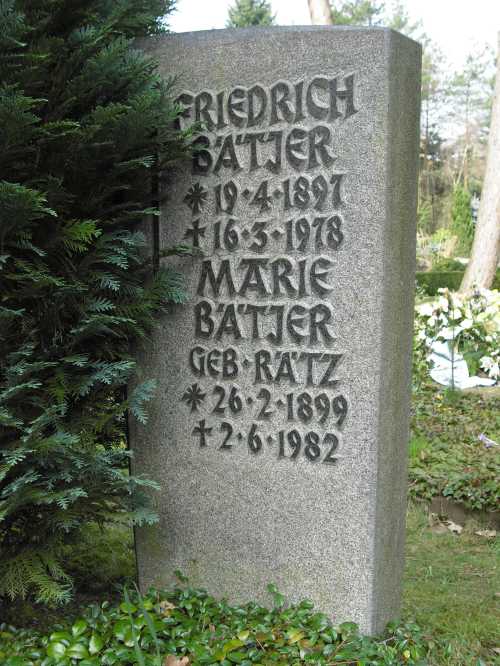 FRIEDRICH
BÄTJER
* 19·4·1897
+ 16·3·1978
MARIE
BÄTJER
GEB·RÄTZ
* 26·2·1899
+ 2·6·1982